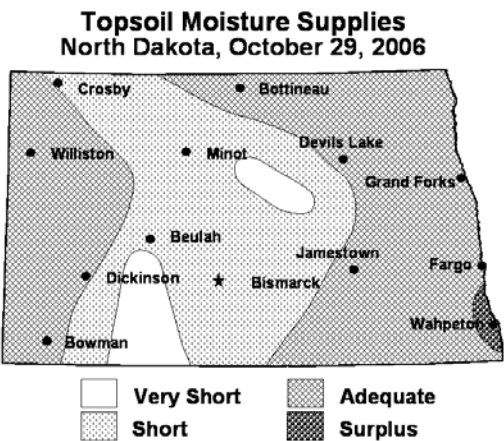 Topsoil Moisture Supplies
North Dakota, October 29, 2006
Crosby
Bottineau
Devils Lake
Williston
Minot
Grand Forks
Beulah
Jamestown
Fargo
Dickinson
Bismarck
Wahpeton
Bowman
Very Short
Adequate
Short
Surplus